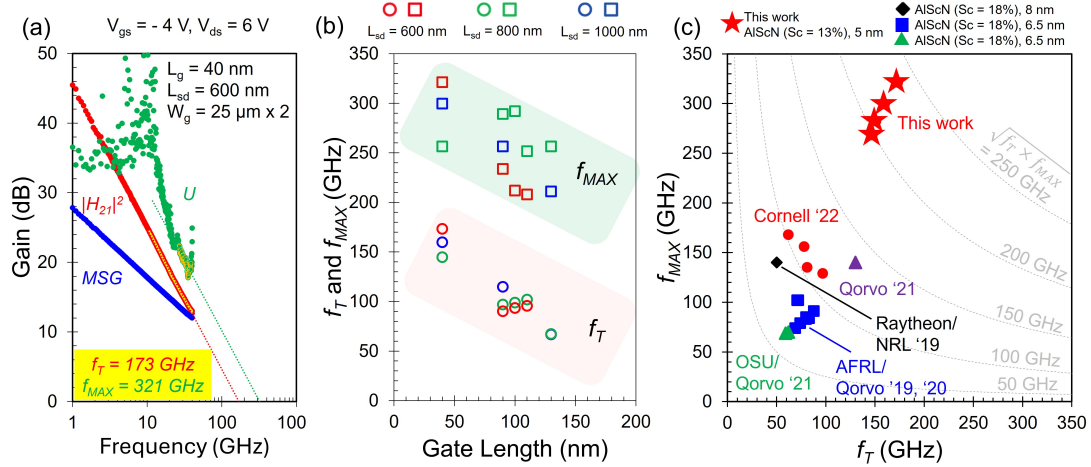 (a)
V_gs = - 4 V, V_ds = 6 V
L_g = 40 nm
L_sd = 600 nm
W_g = 25 μm x 2
50
40
30
20
10
0
Gain (dB)
|H_21|^2
U
MSG
f_T = 173 GHz
f_MAX = 321 GHz
1
10
100
Frequency (GHz)
(b)
L_sd=600 nm
L_sd=800 nm
L_sd=1000 nm
350
300
250
200
150
100
50
0
f_T and f_MAX (GHz)
f_MAX
f_T
0
50
100
150
200
Gate Length (nm)
(c)
This work
AlScN (Sc = 13%), 5 nm
AlScN (Sc = 18%), 8 nm
AlScN (Sc = 18%), 6.5 nm
AlScN (Sc = 18%), 6.5 nm
350
300
250
200
150
100
50
0
f_MAX (GHz)
This work
√f_T × f_MAX
= 250 GHz
200 GHz
150 GHz
100 GHz
50 GHz
Cornell ‘22
Qorvo ‘21
Raytheon/
NRL ‘19
OSU/
Qorvo ‘21
AFRL/
Qorvo ’19, ‘20
0
50
100
150
200
250
300
350
f_T (GHz)